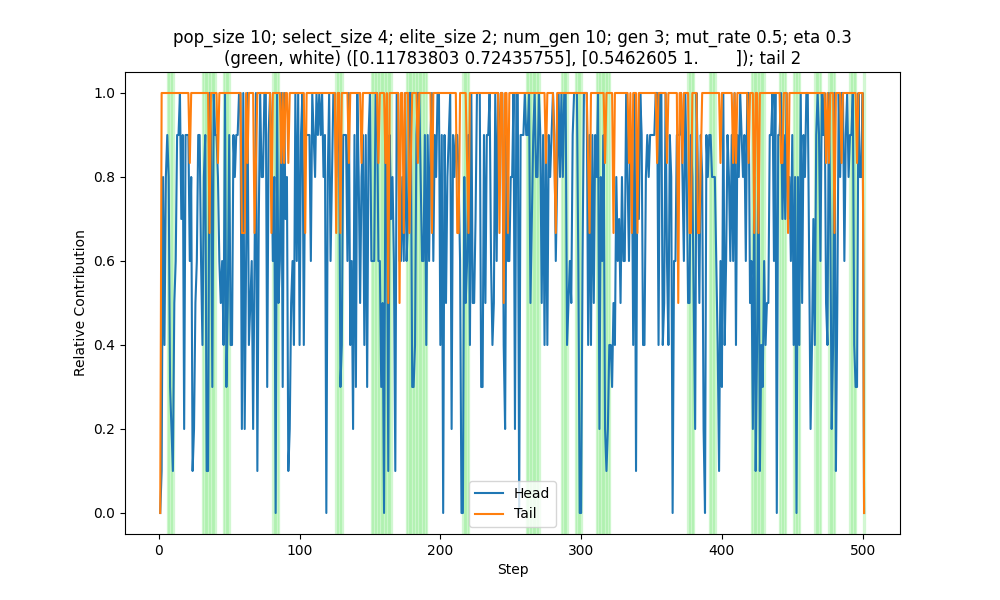 pop_size 10; select_size 4; elite_size 2; num_gen 10; gen 3; mut_rate 0.5; eta 0.3
(green, white) ([0.11783803 0.72435755], [0.5462605 1.        ]); tail 2
1.0
0.8
0.6
0.4
0.2
0.0
Relative Contribution
Head
Tail
0
100
200
300
400
500
Step